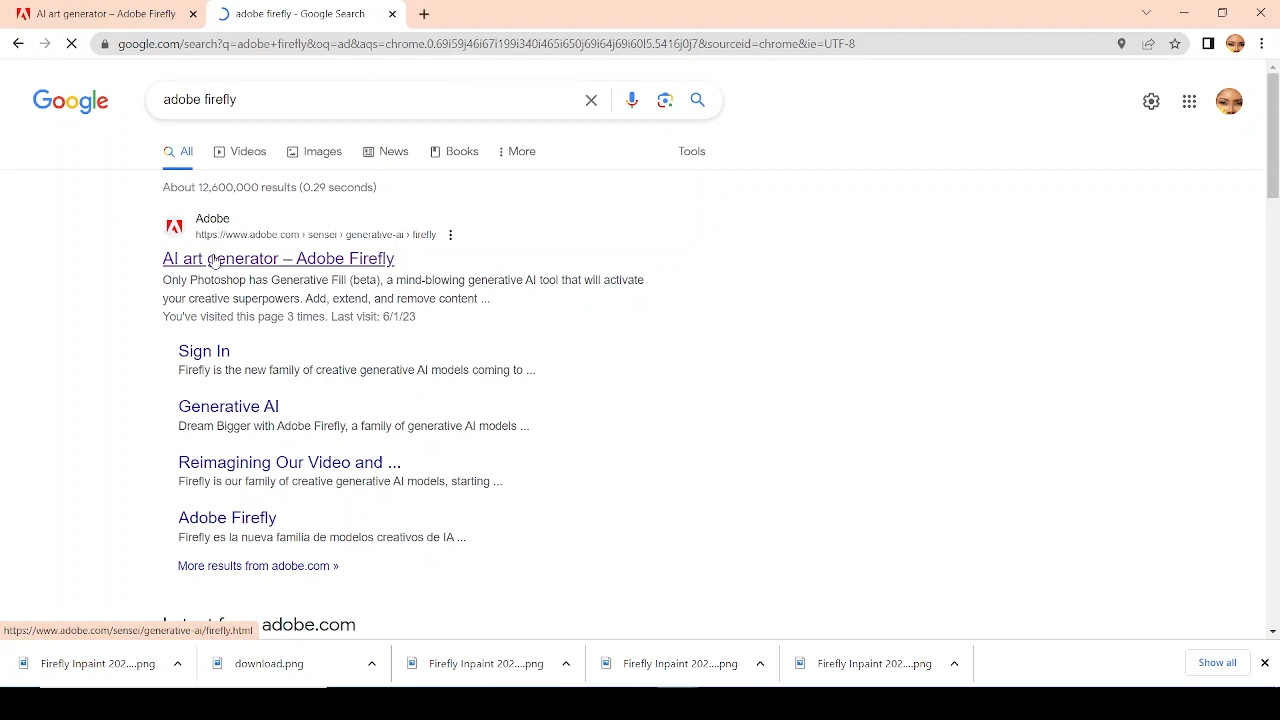 AI art generator – Adobe Firefly
adobe firefly - Google Search
google.com/search?q=adobe+firefly&oq=ad&aqs=chrome.0.69i59j46i67i19i340i465i650j69i64j69i60l5.5416j0j7&sourceid=chrome&ie=UTF-8
Google
adobe firefly
All
Videos
Images
News
Books
More
Tools
About 12,600,000 results (0.29 seconds)
Adobe
https://www.adobe.com › sensei › generative-ai › firefly
AI art generator – Adobe Firefly
Only Photoshop has Generative Fill (beta), a mind-blowing generative AI tool that will activate
your creative superpowers. Add, extend, and remove content ...
You've visited this page 3 times. Last visit: 6/1/23
Sign In
Firefly is the new family of creative generative AI models coming to ...
Generative AI
Dream Bigger with Adobe Firefly, a family of generative AI models ...
Reimagining Our Video and ...
Firefly is our family of creative generative AI models, starting ...
Adobe Firefly
Firefly es la nueva familia de modelos creativos de IA ...
More results from adobe.com »
adobe.com
https://www.adobe.com/sensei/generative-ai/firefly.html
Firefly Inpaint 202....png
download.png
Firefly Inpaint 202....png
Firefly Inpaint 202....png
Firefly Inpaint 202....png
Show all